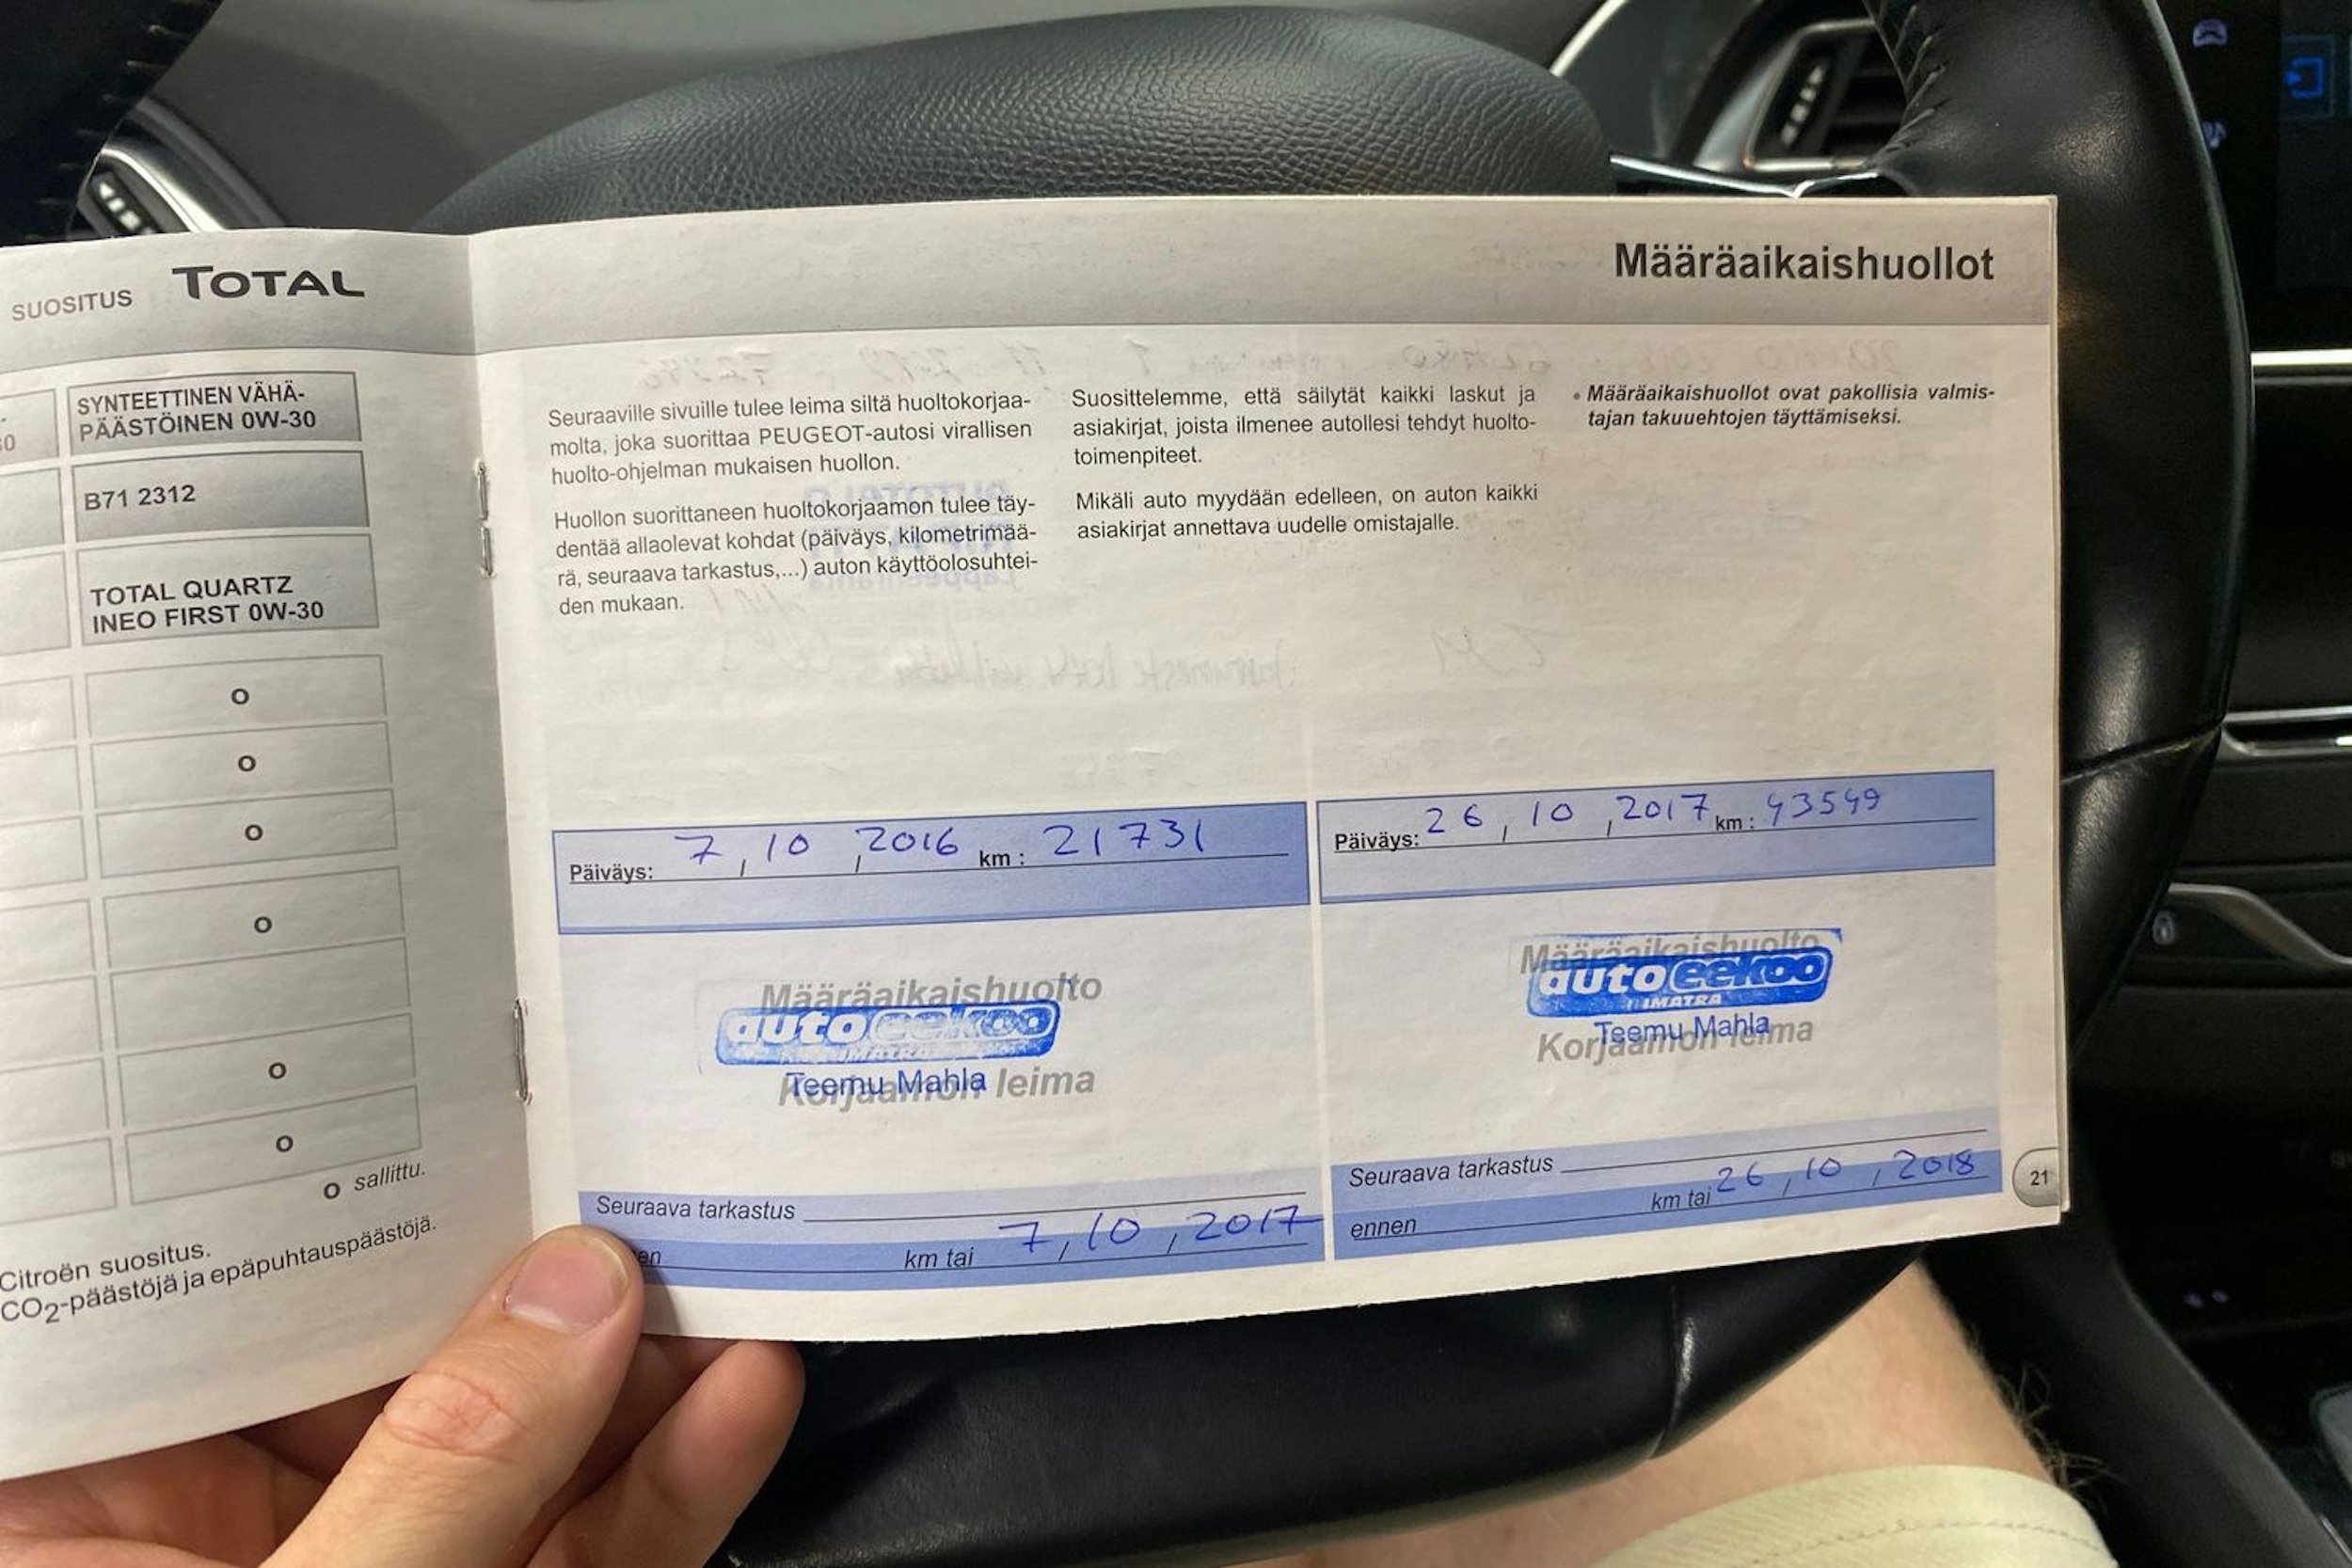 SUOSITUS TOTAL
SYNTEETTINEN VÄHÄ-
PÄÄSTÖINEN 0W-30
B71 2312
TOTAL QUARTZ
INEO FIRST 0W-30
O
O
O
O
O
O
O sallittu.
Citroën suositus.
CO2-päästöjä ja epäpuhtauspäästöjä.
Määräaikaishuollot
Seuraaville sivuille tulee leima siltä huoltokorjaa-
molta, joka suorittaa PEUGEOT-autosi virallisen
huolto-ohjelman mukaisen huollon.
Huollon suorittaneen huoltokorjaamon tulee täy-
dentää allaolevat kohdat (päiväys, kilometrimää-
rä, seuraava tarkastus,...) auton käyttöolosuhtei-
den mukaan.
Suosittelemme, että säilytät kaikki laskut ja
asiakirjat, joista ilmenee autollesi tehdyt huolto-
toimenpiteet.
Mikäli auto myydään edelleen, on auton kaikki
asiakirjat annettava uudelle omistajalle.
• Määräaikaishuollot ovat pakollisia valmis-
tajan takuuehtojen täyttämiseksi.
Päiväys: 7, 10, 2016 km: 21731
Määräaikaishuolto
auto eekoo
IMATRA
Teemu Mahla
Korjaamon leima
Seuraava tarkastus
km tai 7, 10, 2017
Päiväys: 26, 10, 2017 km: 43549
Määräaikaishuolto
auto eekoo
IMATRA
Teemu Mahla
Korjaamon leima
Seuraava tarkastus
ennen km tai 26, 10, 2018
21